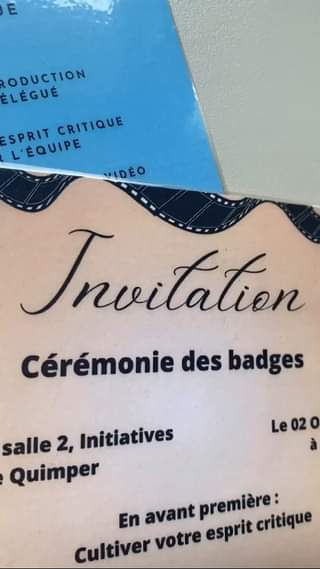 RODUCTION
ÉLÉGUÉ
ESPRIT CRITIQUE
L'ÉQUIPE
VIDÉO
Invitation
Cérémonie des badges
salle 2, Initiatives
Quimper
Le 02
à
En avant première :
Cultiver votre esprit critique